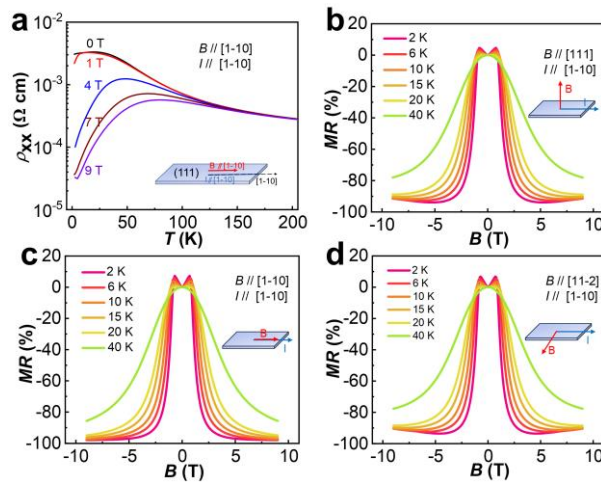 a
10⁻²
10⁻³
10⁻⁴
10⁻⁵
ρxx (Ω cm)
0 T
1 T
4 T
7 T
9 T
B // [1-10]
I // [1-10]
(111)
B // [1-10]
I // [1-10]
[1-10]
0 50 100 150 200
T (K)
b
20
0
-20
-40
-60
-80
-100
MR (%)
2 K
6 K
10 K
15 K
20 K
40 K
B // [111]
I // [1-10]
B
I
-10 -5 0 5 10
B (T)
c
20
0
-20
-40
-60
-80
-100
MR (%)
2 K
6 K
10 K
15 K
20 K
40 K
B // [1-10]
I // [1-10]
B
I
-10 -5 0 5 10
B (T)
d
20
0
-20
-40
-60
-80
-100
MR (%)
2 K
6 K
10 K
15 K
20 K
40 K
B // [11-2]
I // [1-10]
B
I
-10 -5 0 5 10
B (T)